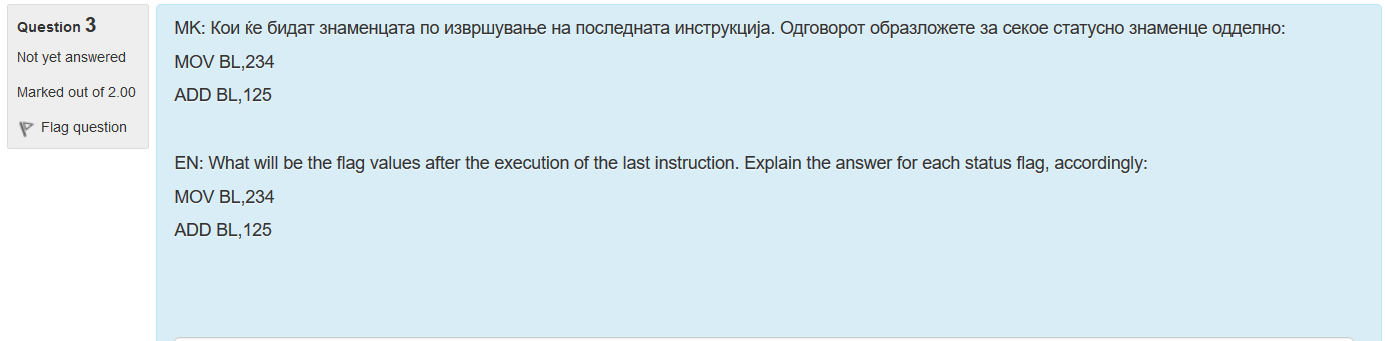 Question 3
Not yet answered
Marked out of 2.00
Flag question
МК: Кои ќе бидат знаменцата по извршување на последната инструкција. Одговорот образложете за секое статусно знаменце одделно:
MOV BL,234
ADD BL,125
EN: What will be the flag values after the execution of the last instruction. Explain the answer for each status flag, accordingly:
MOV BL,234
ADD BL,125